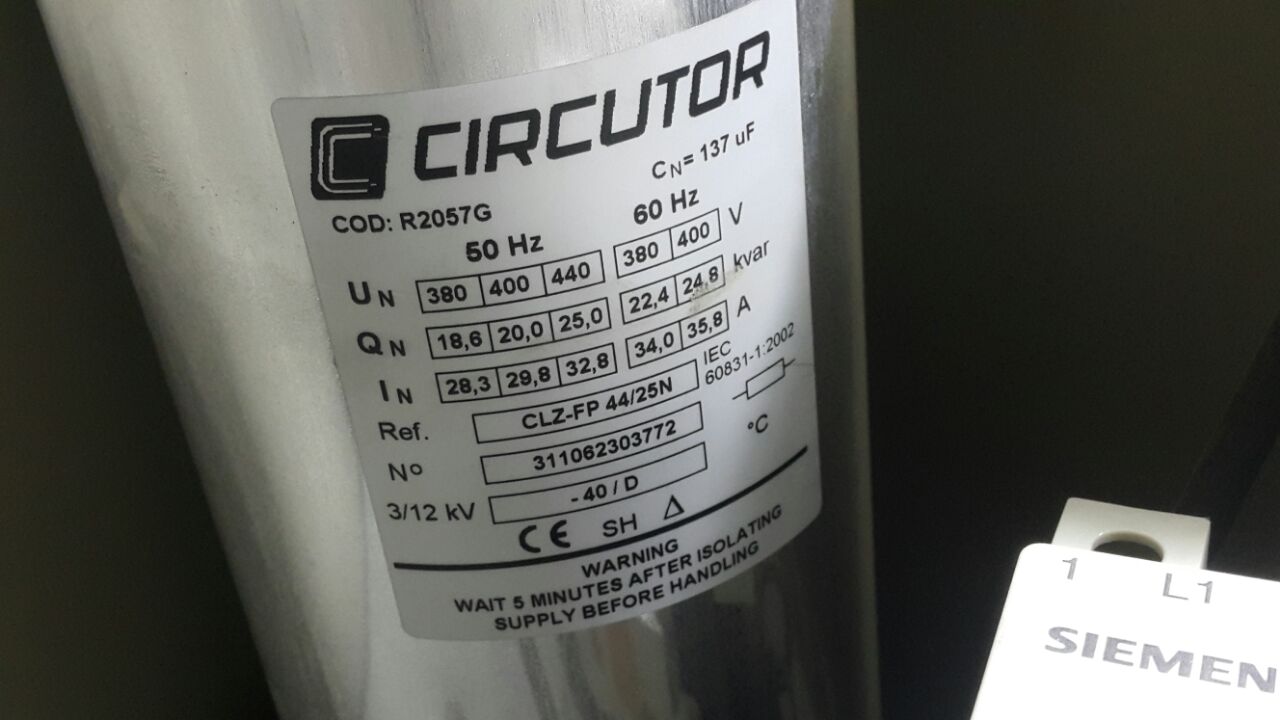 CIRCUTOR
CN= 137 uF
COD: R2057G
50 Hz 60 Hz
UN 380 400 440 380 400 V
QN 18,6 20,0 25,0 22,4 24,8 kvar
IN 28,3 29,8 32,8 34,0 35,8 A
Ref. CLZ-FP 44/25N IEC
60831-1:2002
Nº 311062303772
3/12 kV - 40 / D °C
CE SH
WARNING
WAIT 5 MINUTES AFTER ISOLATING
SUPPLY BEFORE HANDLING
1 L1
SIEMEN